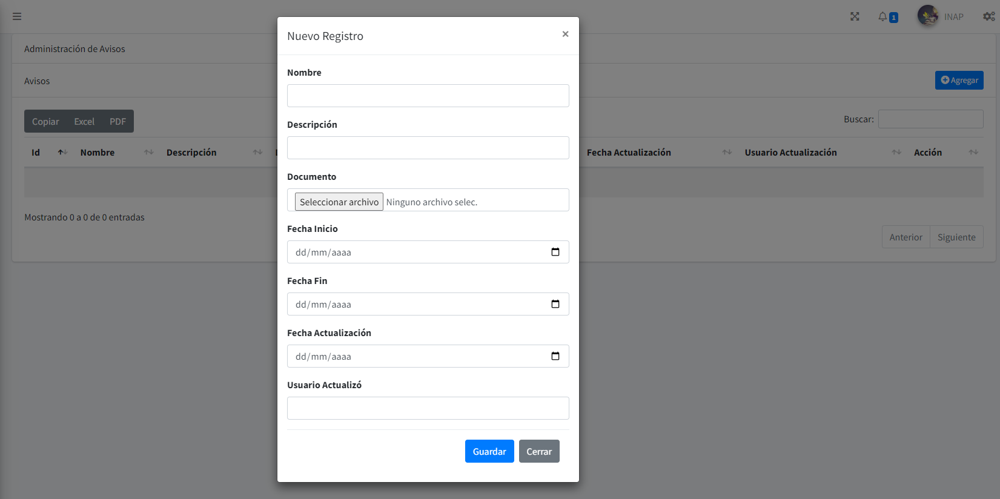 1
INAP
Administración de Avisos
Avisos
Agregar
Copiar Excel PDF
Buscar:
Id Nombre Descripción Fecha Actualización Usuario Actualización Acción
Mostrando 0 a 0 de 0 entradas
Anterior Siguiente
Nuevo Registro
×
Nombre
Descripción
Documento
Seleccionar archivo Ninguno archivo selec.
Fecha Inicio
dd/mm/aaaa
Fecha Fin
dd/mm/aaaa
Fecha Actualización
dd/mm/aaaa
Usuario Actualizó
Guardar Cerrar